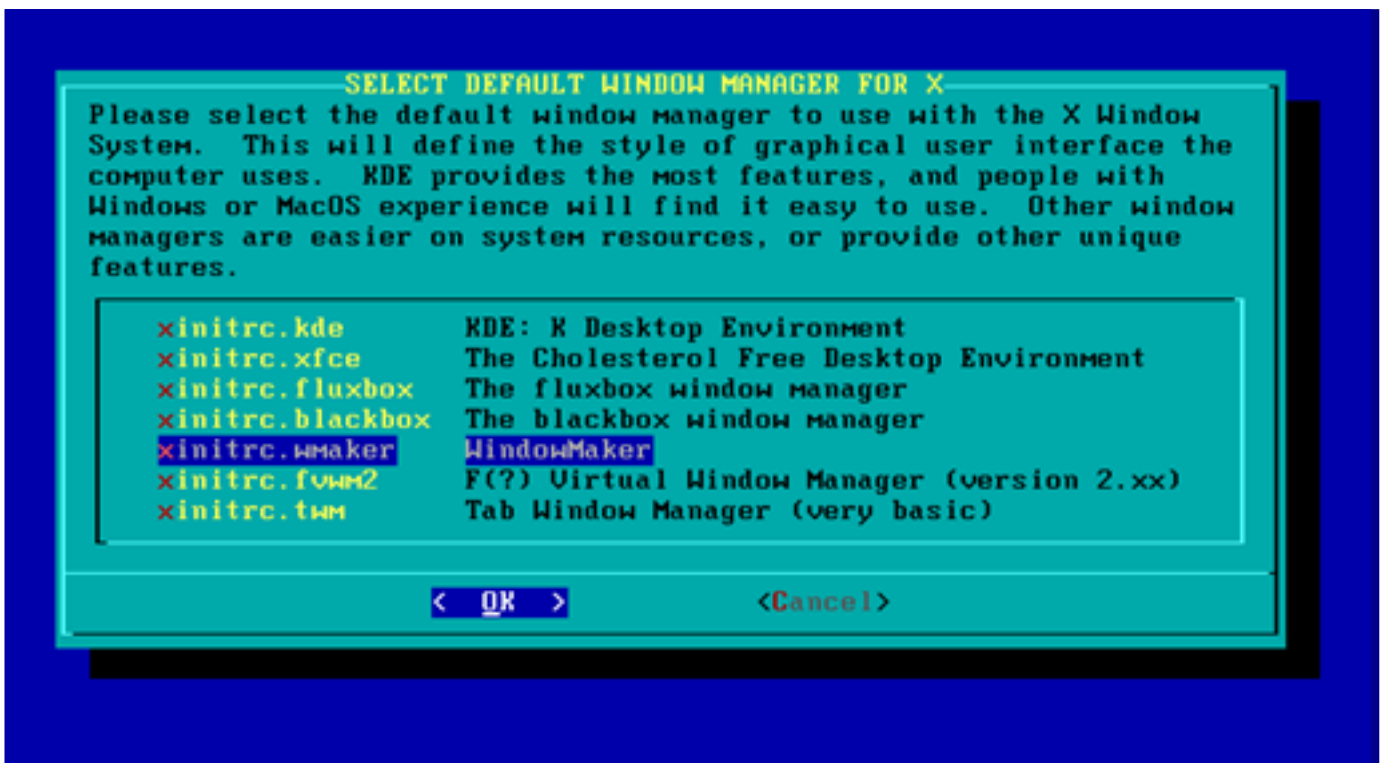 SELECT DEFAULT WINDOW MANAGER FOR X
Please select the default window manager to use with the X Window
System.  This will define the style of graphical user interface the
computer uses.  KDE provides the most features, and people with
Windows or MacOS experience will find it easy to use.  Other window
managers are easier on system resources, or provide other unique
features.
xinitrc.kde KDE: K Desktop Environment
xinitrc.xfce The Cholesterol Free Desktop Environment
xinitrc.fluxbox The fluxbox window manager
xinitrc.blackbox The blackbox window manager
xinitrc.wmaker WindowMaker
xinitrc.fvwm2 F(?) Virtual Window Manager (version 2.xx)
xinitrc.twm Tab Window Manager (very basic)
< OK > <Cancel>